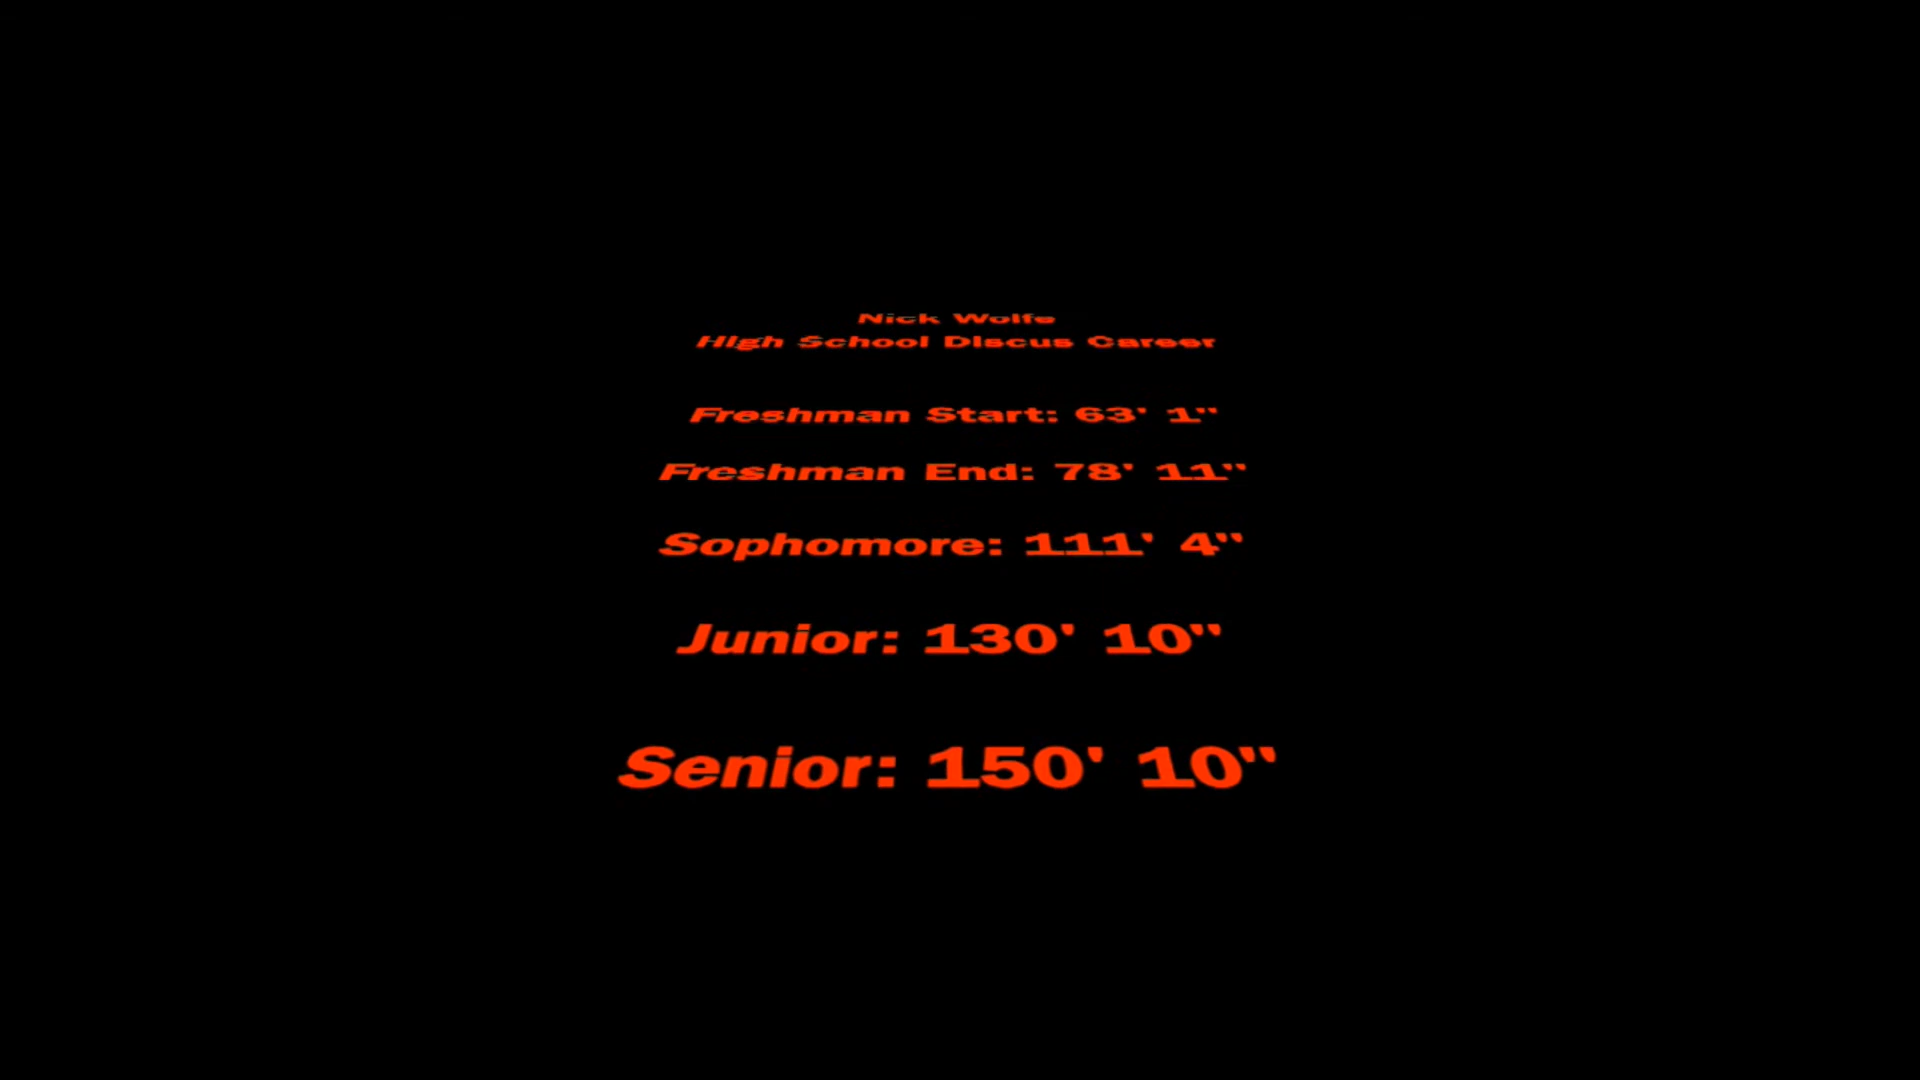 Nick Wolfe
High School Discus Career
Freshman Start: 63' 1"
Freshman End: 78' 11"
Sophomore: 111' 4"
Junior: 130' 10"
Senior: 150' 10"